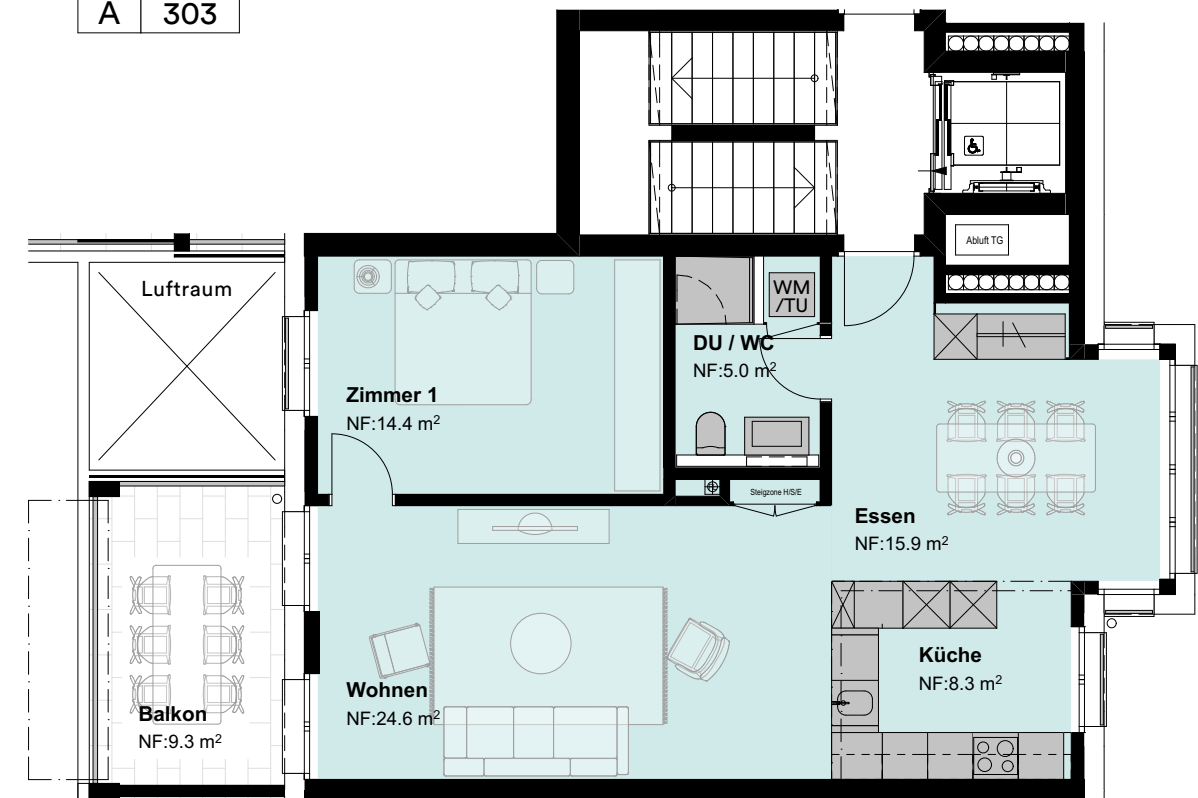 A 303
Abluft TG
Luftraum
WM
/TU
DU / WC
NF:5.0 m²
Zimmer 1
NF:14.4 m²
Steigzone H/S/E
Essen
NF:15.9 m²
Küche
NF:8.3 m²
Wohnen
NF:24.6 m²
Balkon
NF:9.3 m²